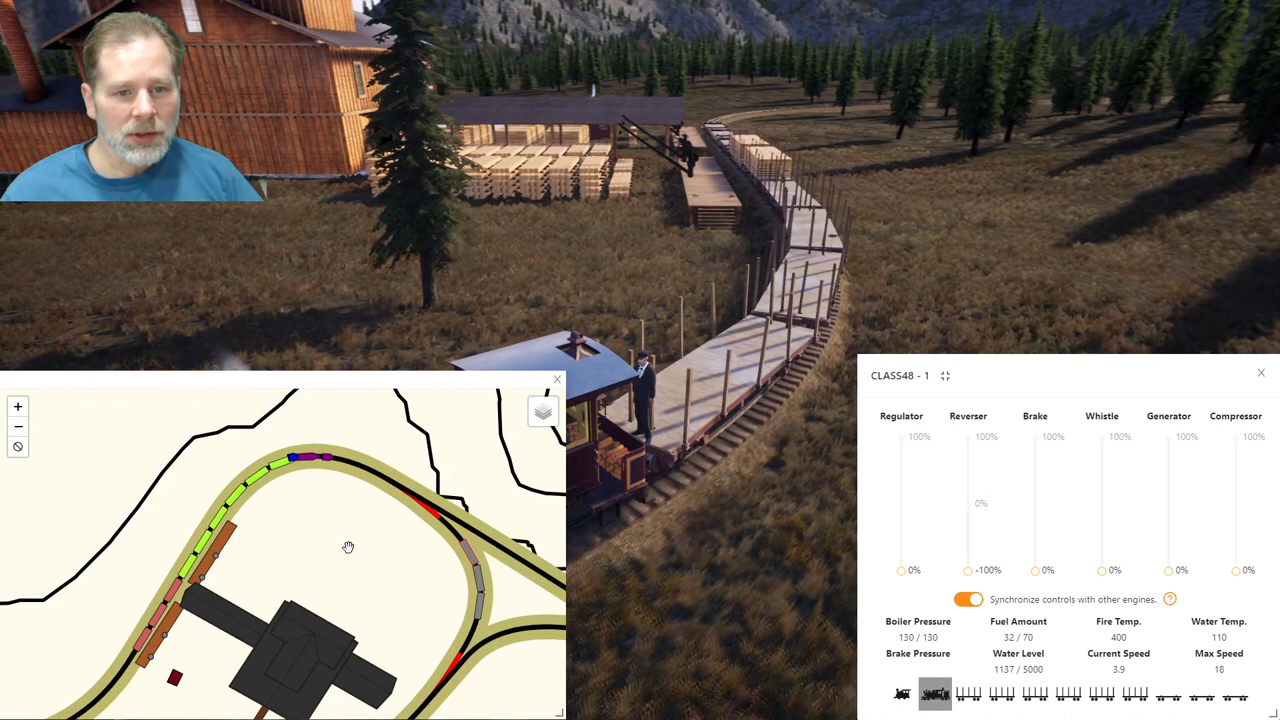 +
−
CLASS48 - 1
Regulator Reverser Brake Whistle Generator Compressor
100% 100% 100% 100% 100% 100%
0%
0% -100% 0% 0% 0% 0%
Synchronize controls with other engines. ?
Boiler Pressure Fuel Amount Fire Temp. Water Temp.
130 / 130 32 / 70 400 110
Brake Pressure Water Level Current Speed Max Speed
1137 / 5000 3.9 18